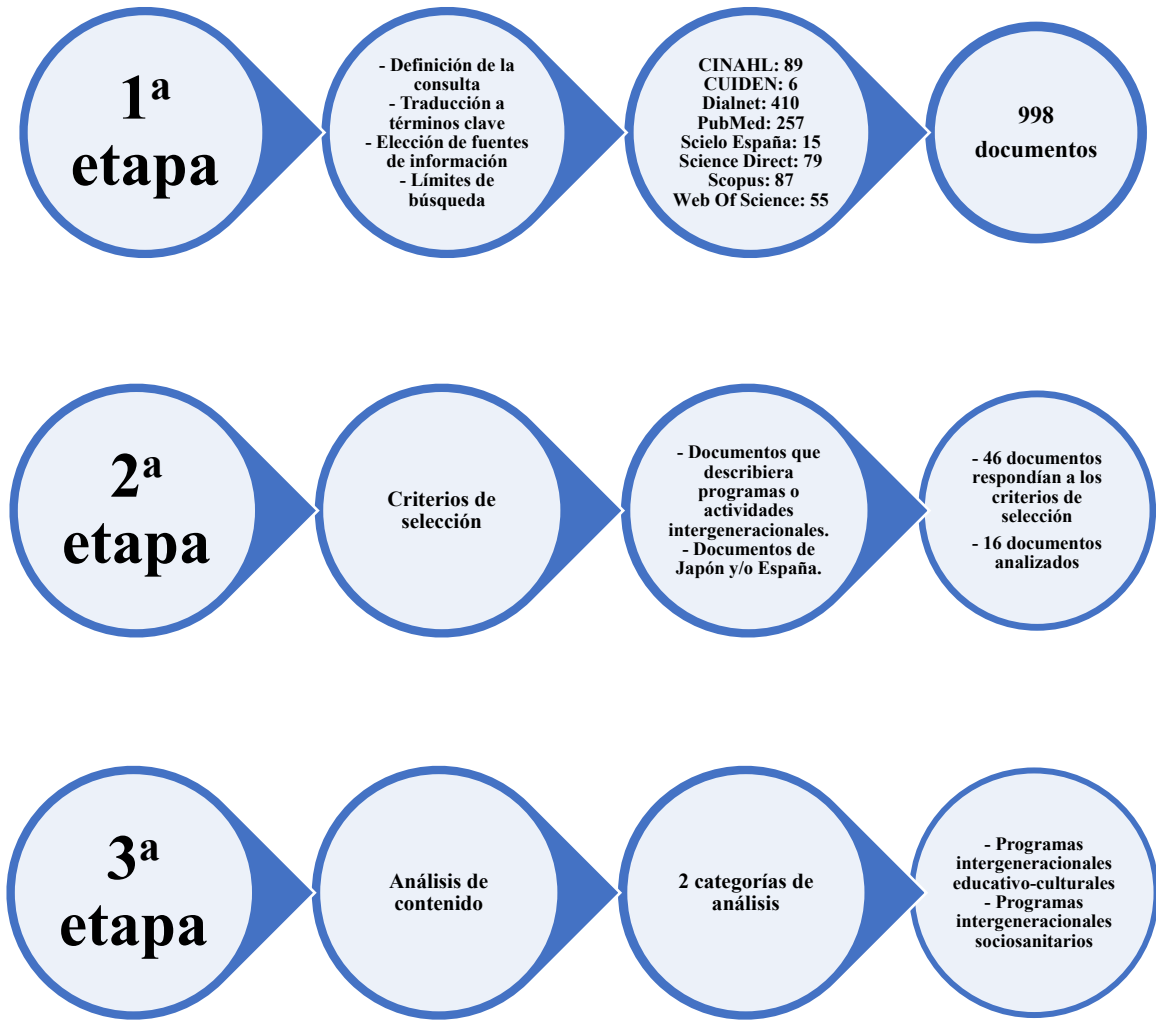 1ª
etapa
- Definición de la
consulta
- Traducción a
términos clave
- Elección de fuentes
de información
- Límites de
búsqueda
CINAHL: 89
CUIDEN: 6
Dialnet: 410
PubMed: 257
Scielo España: 15
Science Direct: 79
Scopus: 87
Web Of Science: 55
998
documentos
2ª
etapa
Criterios de
selección
- Documentos que
describiera
programas o
actividades
intergeneracionales.
- Documentos de
Japón y/o España.
- 46 documentos
respondían a los
criterios de
selección
- 16 documentos
analizados
3ª
etapa
Análisis de
contenido
2 categorías de
análisis
- Programas
intergeneracionales
educativo-culturales
- Programas
intergeneracionales
sociosanitarios